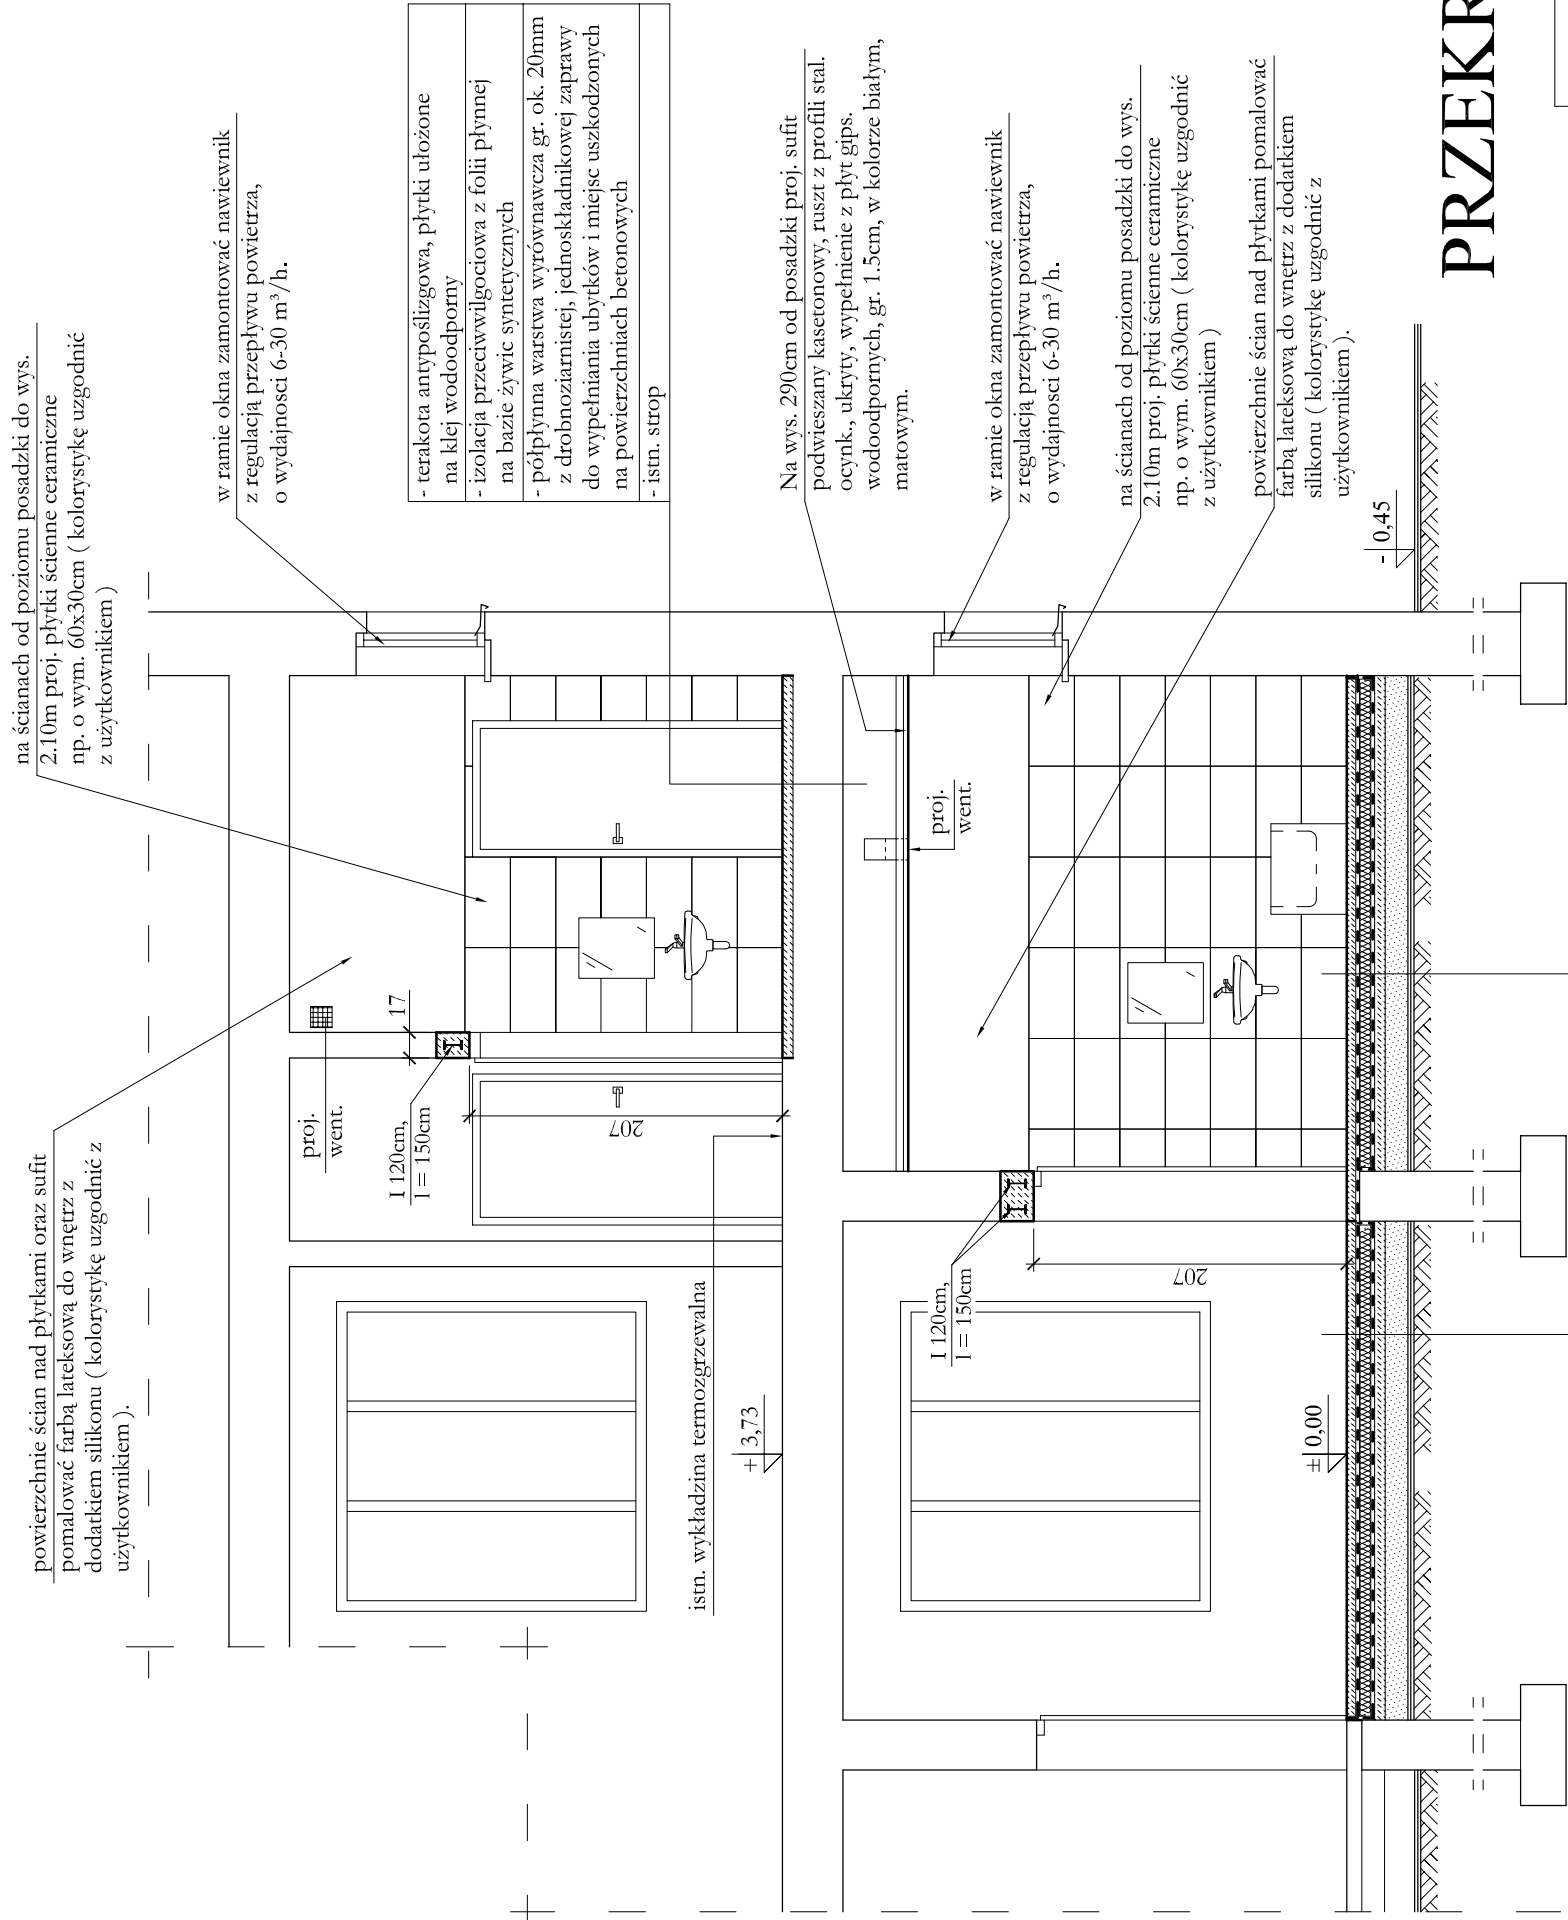 powierzchnie ścian nad płytkami oraz sufit
pomalować farbą lateksową do wnętrz z
dodatkiem silikonu ( kolorystykę uzgodnić z
użytkownikiem ).
na ścianach od poziomu posadzki do wys.
2.10m proj. płytki ścienne ceramiczne
np. o wym. 60x30cm ( kolorystykę uzgodnić
z użytkownikiem )
w ramie okna zamontować nawiewnik
z regulacją przepływu powietrza,
o wydajnosci 6-30 m³/h.
proj.
went.
17
I 120cm,
l = 150cm
207
- terakota antypoślizgowa, płytki ułożone
na klej wodoodporny
- izolacja przeciwwilgociowa z folii płynnej
na bazie żywic syntetycznych
- półpłynna warstwa wyrównawcza gr. ok. 20mm
z drobnoziarnistej, jednoskładnikowej zaprawy
do wypełniania ubytków i miejsc uszkodzonych
na powierzchniach betonowych
- istn. strop
istn. wykładzina termozgrzewalna
+ 3,73
Na wys. 290cm od posadzki proj. sufit
podwieszany kasetonowy, ruszt z profili stal.
ocynk., ukryty, wypełnienie z płyt gips.
wodooodpornych, gr. 1.5cm, w kolorze białym,
matowym.
proj.
went.
I 120cm,
l = 150cm
207
w ramie okna zamontować nawiewnik
z regulacją przepływu powietrza,
o wydajnosci 6-30 m³/h.
na ścianach od poziomu posadzki do wys.
2.10m proj. płytki ścienne ceramiczne
np. o wym. 60x30cm ( kolorystykę uzgodnić
z użytkownikiem )
powierzchnie ścian nad płytkami pomalować
farbą lateksową do wnętrz z dodatkiem
silikonu ( kolorystykę uzgodnić z
użytkownikiem ).
± 0,00
- 0,45
PRZEKR